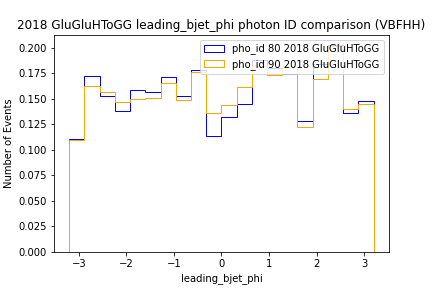 2018 GluGluHToGG leading_bjet_phi photon ID comparison (VBFHH)
pho_id 80 2018 GluGluHToGG
pho_id 90 2018 GluGluHToGG
Number of Events
0.200
0.175
0.150
0.125
0.100
0.075
0.050
0.025
0.000
−3 −2 −1 0 1 2 3
leading_bjet_phi